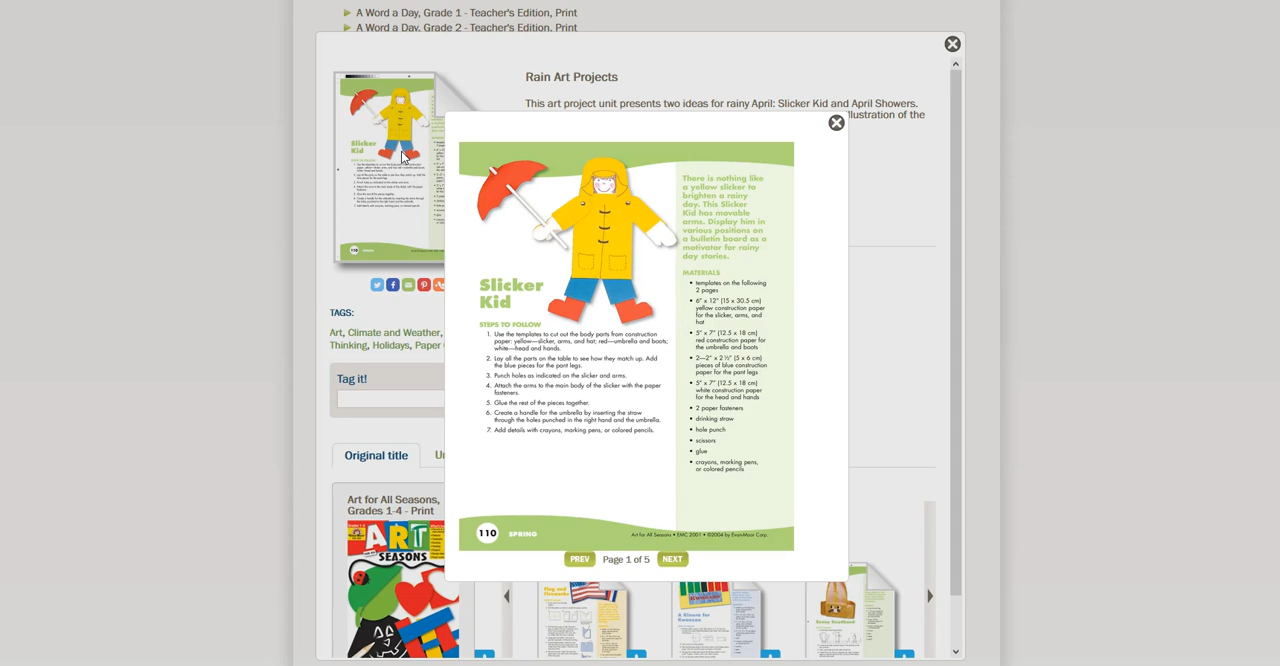 A Word a Day, Grade 1 - Teacher's Edition, Print
A Word a Day, Grade 2 - Teacher's Edition, Print
Rain Art Projects
This art project unit presents two ideas for rainy April: Slicker Kid and April Showers.
llustration of the
Slicker
Kid
TAGS:
Art, Climate and Weather,
Thinking, Holidays, Paper
Tag it!
Original title
Art for All Seasons,
Grades 1-4 - Print
ART
SEASONS
There is nothing like
a yellow slicker to
brighten a rainy
day. This Slicker
Kid has movable
arms. Display him in
various positions on
a bulletin board as a
motivator for rainy
day stories.
Slicker
Kid
STEPS TO FOLLOW
1. Use the templates to cut out the body parts from construction
paper: yellow—slicker, arms, and hat; red—umbrella and boots;
white—head and hands.
2. Lay all the parts on the table to see how they match up. Add
the blue pieces for the pant legs.
3. Punch holes as indicated on the slicker and arms.
4. Attach the arms to the main body of the slicker with the paper
fasteners.
5. Glue the rest of the pieces together.
6. Create a handle for the umbrella by inserting the straw
through the holes punched in the right hand and the umbrella.
7. Add details with crayons, marking pens, or colored pencils.
MATERIALS
• templates on the following
2 pages
• 6" x 12" (15 x 30.5 cm)
yellow construction paper
for the slicker, arms, and
hat
• 5" x 7" (12.5 x 18 cm)
red construction paper for
the umbrella and boots
• 2—2" x 2 ½" (5 x 6 cm)
pieces of blue construction
paper for the pant legs
• 5" x 7" (12.5 x 18 cm)
white construction paper
for the head and hands
• 2 paper fasteners
• drinking straw
• hole punch
• scissors
• glue
• crayons, marking pens,
or colored pencils
110 SPRING
Art for All Seasons • EMC 2001 • ©2004 by Evan-Moor Corp.
PREV Page 1 of 5 NEXT
Flag and
Fireworks
A Kinara for
Kwanzaa